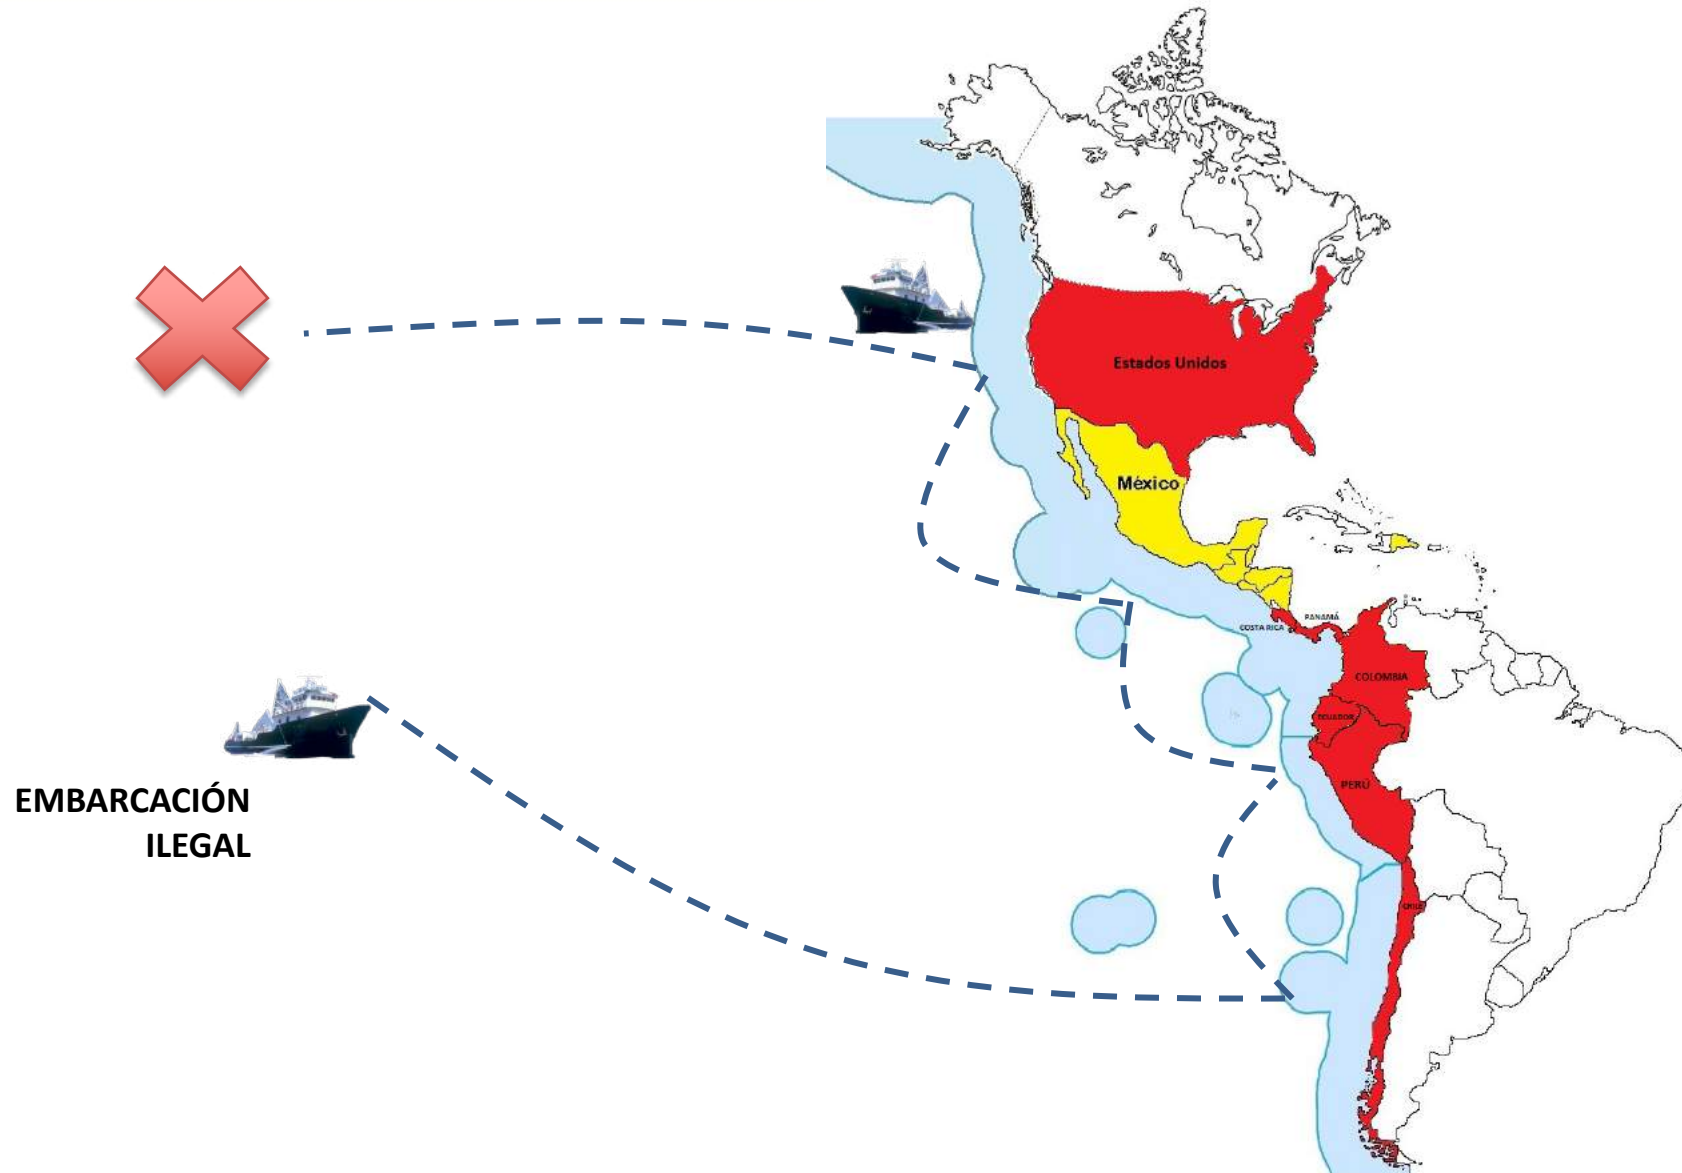 Estados Unidos
México
PANAMÁ
COSTA RICA
COLOMBIA
ECUADOR
EMBARCACIÓN
ILEGAL
PERÚ
CHILE